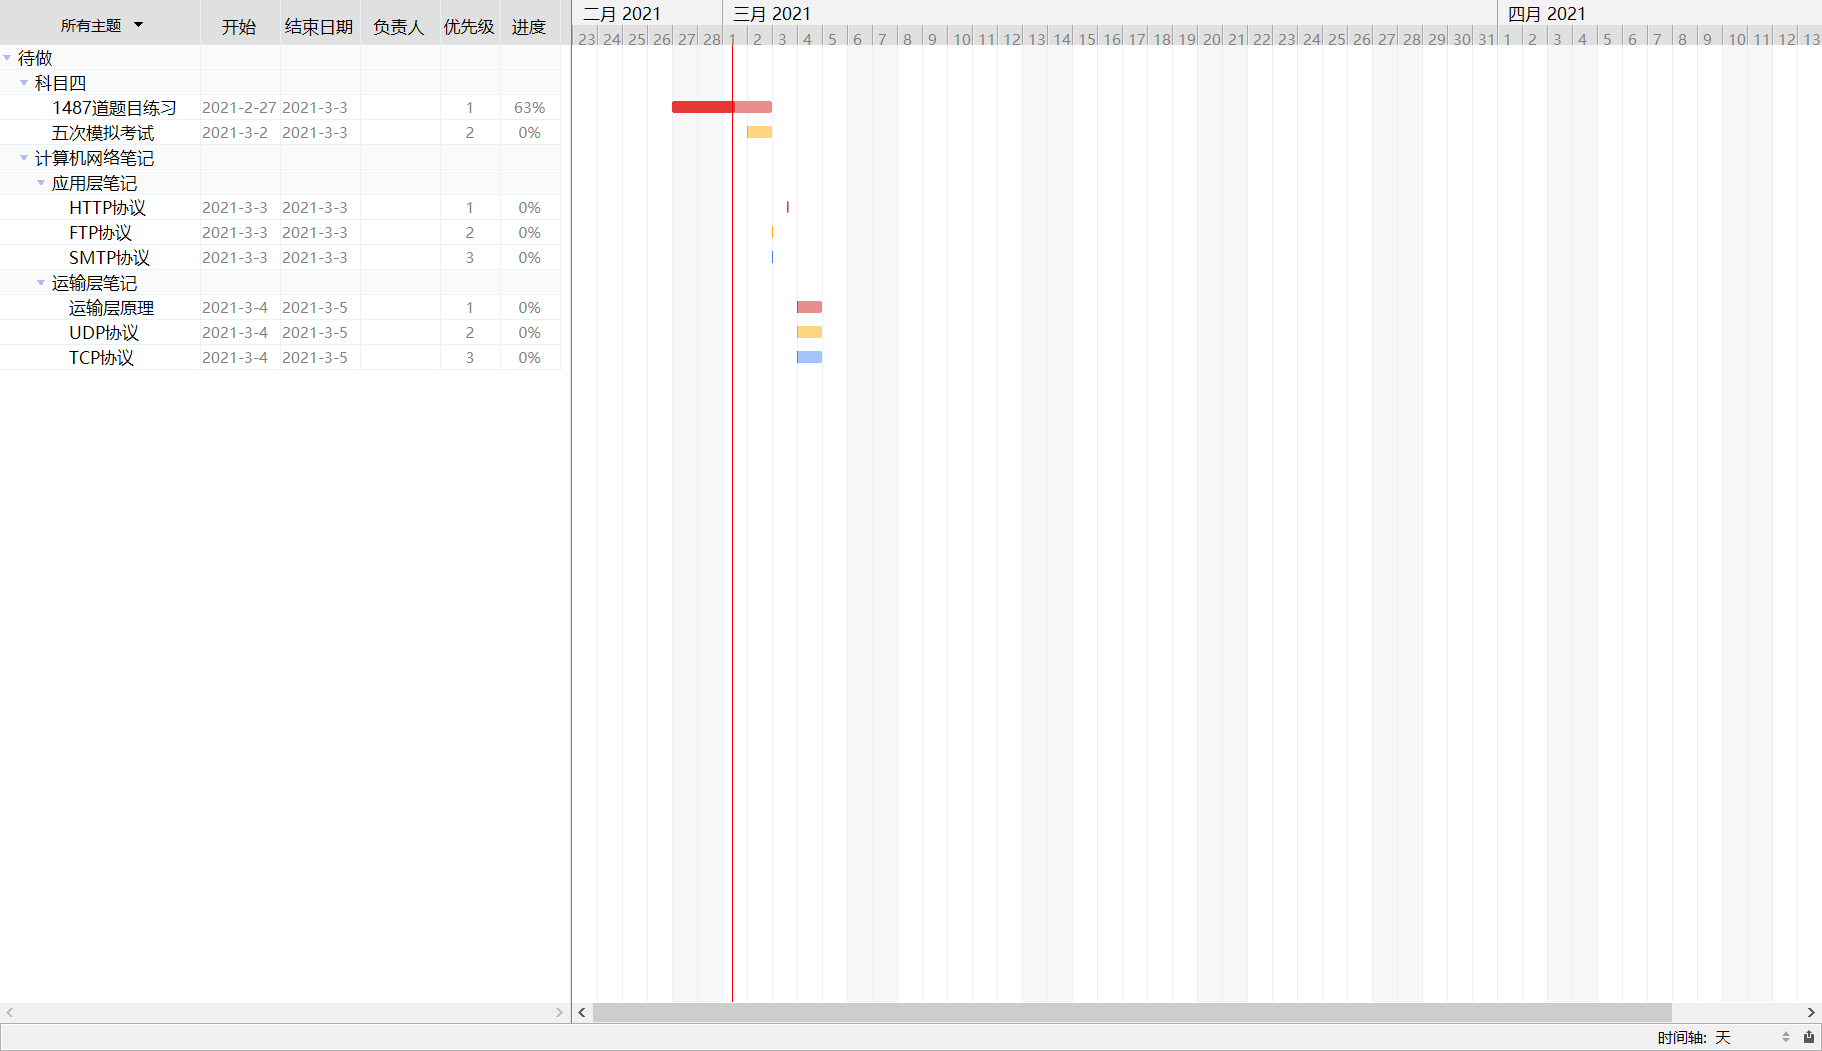 所有主题 开始 结束日期 负责人 优先级 进度
二月 2021 三月 2021 四月 2021
23 24 25 26 27 28 1 2 3 4 5 6 7 8 9 10 11 12 13 14 15 16 17 18 19 20 21 22 23 24 25 26 27 28 29 30 31 1 2 3 4 5 6 7 8 9 10 11 12 13
待做
科目四
1487道题目练习 2021-2-27 2021-3-3 1 63%
五次模拟考试 2021-3-2 2021-3-3 2 0%
计算机网络笔记
应用层笔记
HTTP协议 2021-3-3 2021-3-3 1 0%
FTP协议 2021-3-3 2021-3-3 2 0%
SMTP协议 2021-3-3 2021-3-3 3 0%
运输层笔记
运输层原理 2021-3-4 2021-3-5 1 0%
UDP协议 2021-3-4 2021-3-5 2 0%
TCP协议 2021-3-4 2021-3-5 3 0%
时间轴: 天